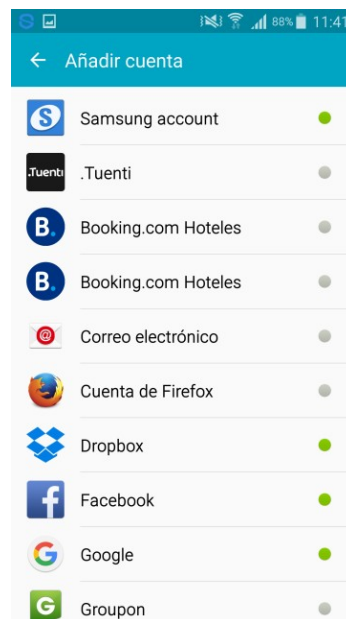 88% 11:41
Añadir cuenta
S Samsung account
.Tuenti .Tuenti
B. Booking.com Hoteles
B. Booking.com Hoteles
@ Correo electrónico
Cuenta de Firefox
Dropbox
f Facebook
G Google
G Groupon